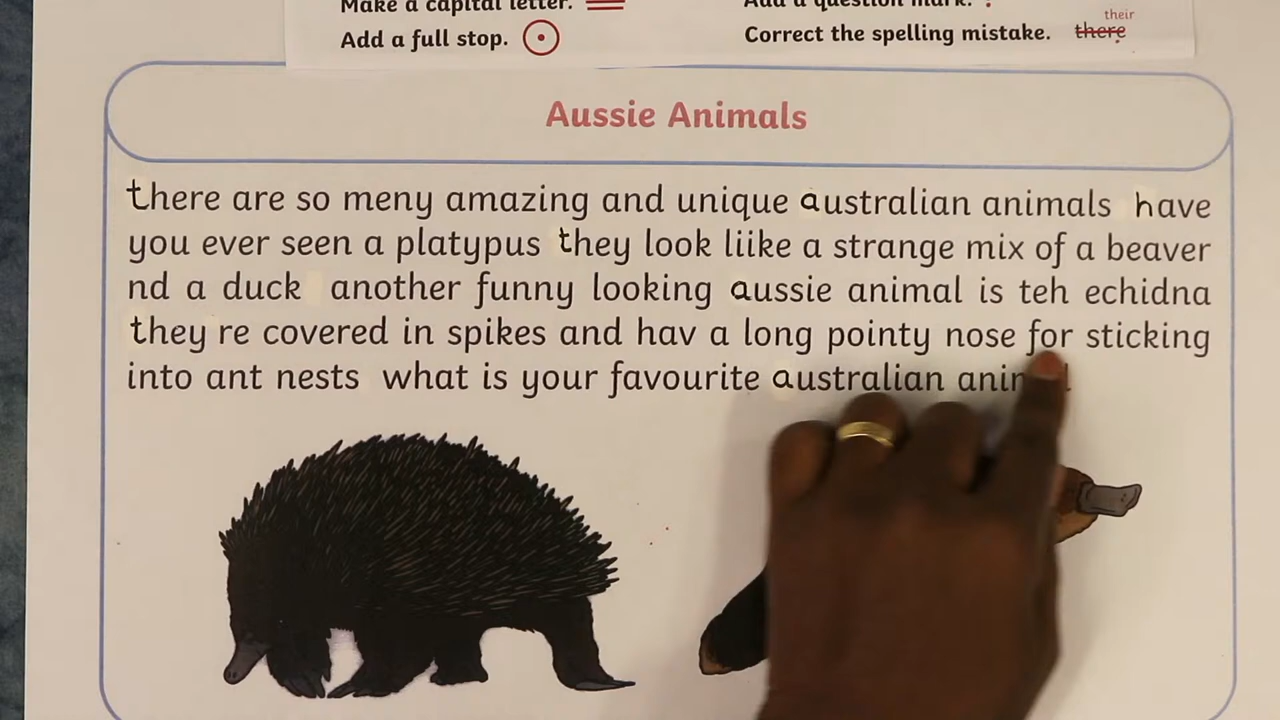 Make a capital letter.
Add a question mark. ?
Add a full stop.
Correct the spelling mistake. there
their
Aussie Animals
there are so meny amazing and unique australian animals have
you ever seen a platypus they look liike a strange mix of a beaver
nd a duck another funny looking aussie animal is teh echidna
they re covered in spikes and hav a long pointy nose for sticking
into ant nests what is your favourite australian